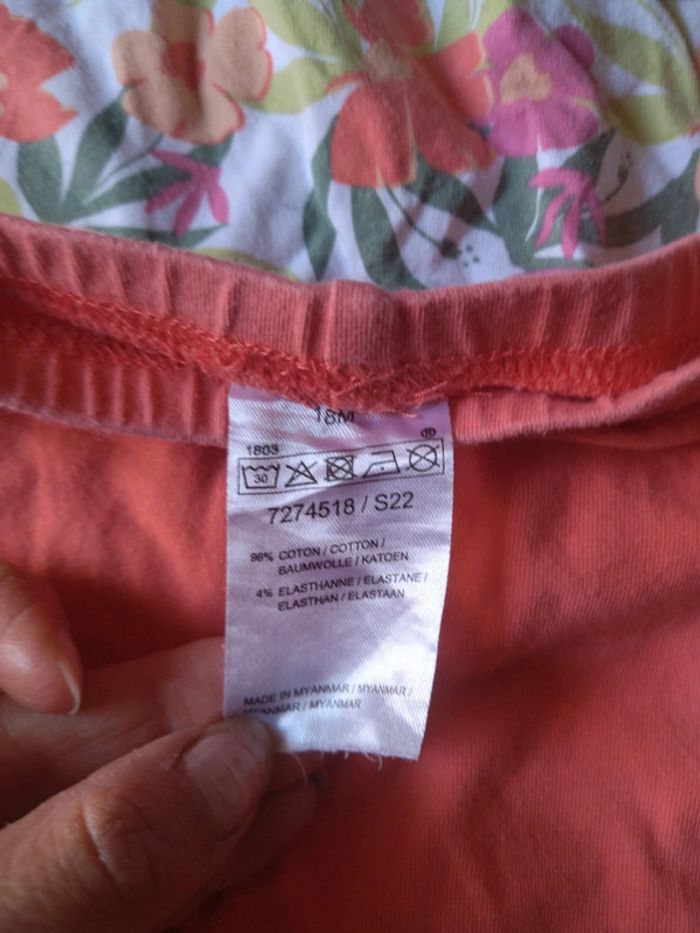 18M
1803
®
30
7274518 / S22
96% COTON / COTTON /
BAUMWOLLE / KATOEN
4% ELASTHANNE / ELASTANE /
ELASTHAN / ELASTAAN
MADE IN MYANMAR / MYANMAR /
MYANMAR / MYANMAR